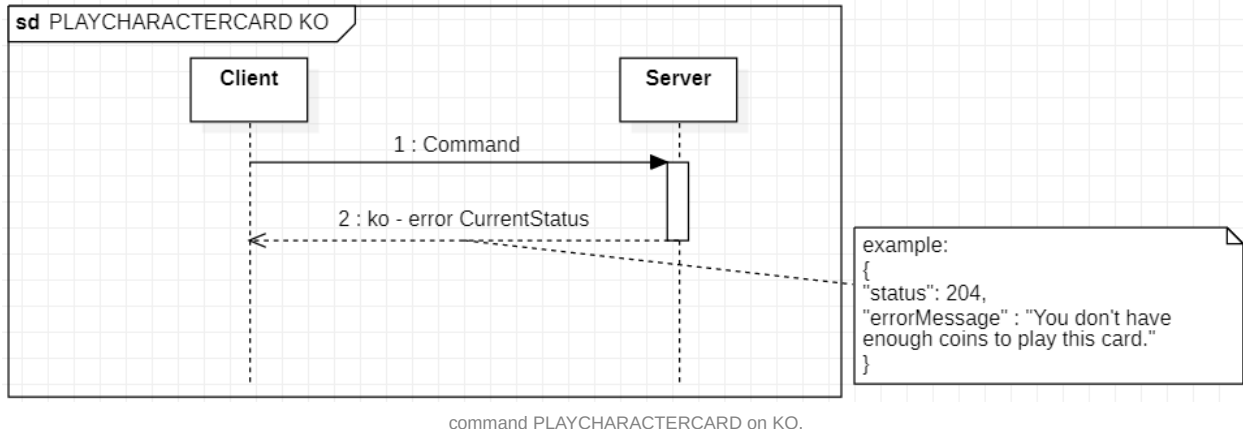 sd PLAYCHARACTERCARD KO
Client
Server
1 : Command
2 : ko - error CurrentStatus
example:
{
"status": 204,
"errorMessage" : "You don't have
enough coins to play this card."
}
command PLAYCHARACTERCARD on KO.